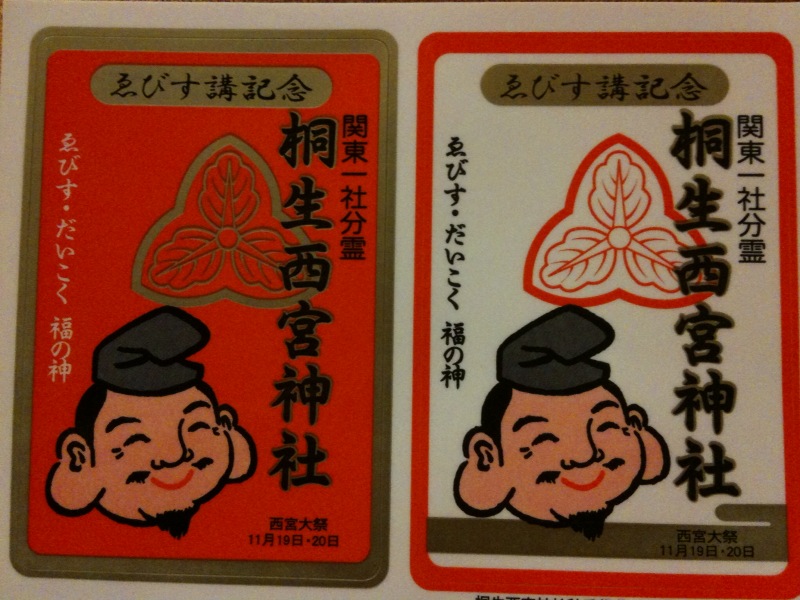 ゑびす講記念
関東一社分霊
桐生西宮神社
ゑびす・だいこく 福の神
西宮大祭
11月19日・20日
ゑびす講記念
関東一社分霊
桐生西宮神社
ゑびす・だいこく 福の神
西宮大祭
11月19日・20日